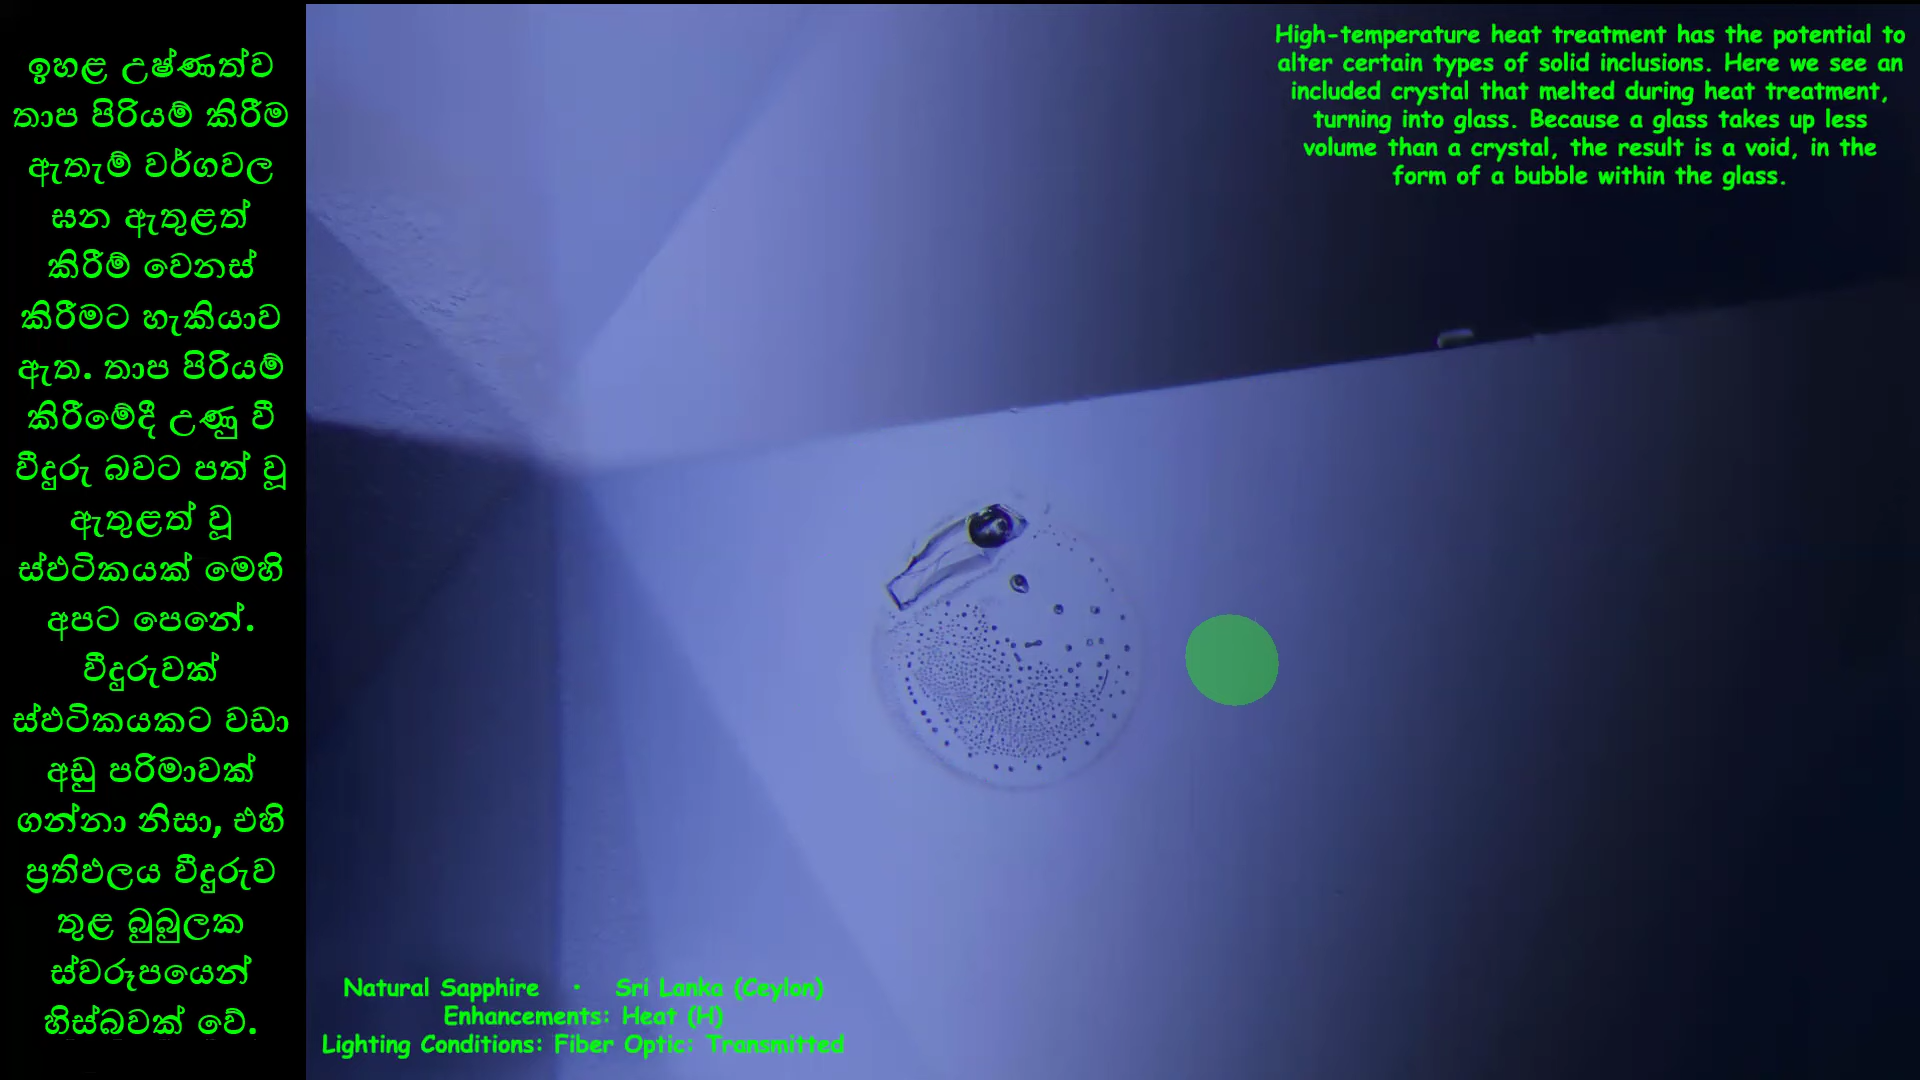 ඉහළ උෂ්ණත්ව
තාප පිරියම් කිරීම
ඇතැම් වර්ගවල
ඝන ඇතුළත්
කිරීම් වෙනස්
කිරීමට හැකියාව
ඇත. තාප පිරියම්
කිරීමේදී උණු වී
වීදුරු බවට පත් වූ
ඇතුළත් වූ
ස්ඵටිකයක් මෙහි
අපට පෙනේ.
වීදුරුවක්
ස්ඵටිකයකට වඩා
අඩු පරිමාවක්
ගන්නා නිසා, එහි
ප්‍රතිඵලය වීදුරුව
තුළ බුබුලක
ස්වරූපයෙන්
හිස්බවක් වේ.
High-temperature heat treatment has the potential to
alter certain types of solid inclusions. Here we see an
included crystal that melted during heat treatment,
turning into glass. Because a glass takes up less
volume than a crystal, the result is a void, in the
form of a bubble within the glass.
Natural Sapphire • Sri Lanka (Ceylon)
Enhancements: Heat (H)
Lighting Conditions: Fiber Optic: Transmitted